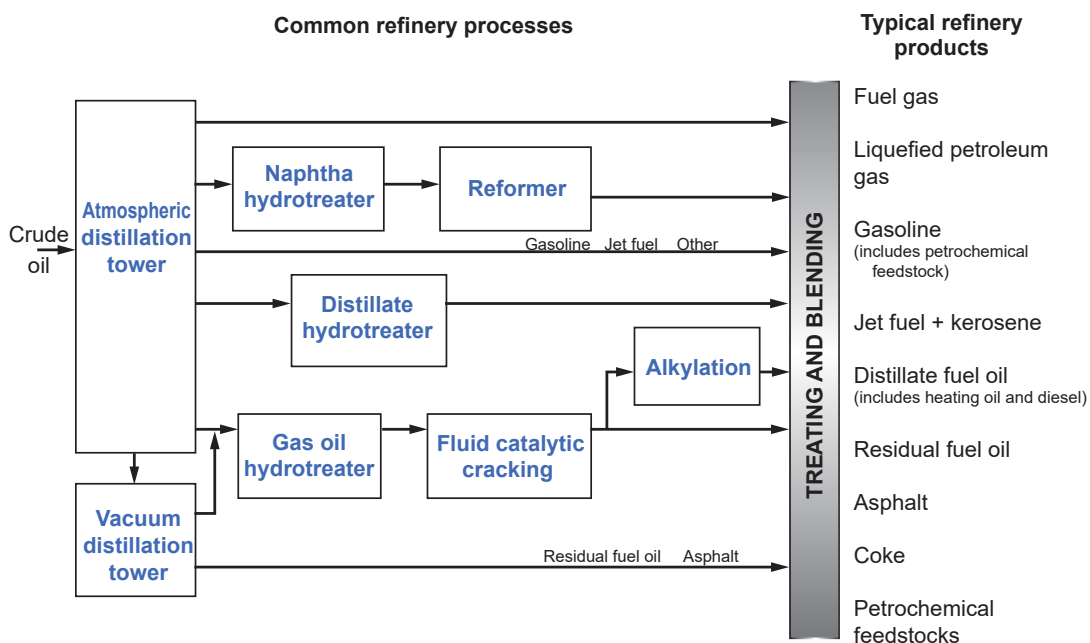 Common refinery processes
Typical refinery
products
Crude
oil
Atmospheric
distillation
tower
Naphtha
hydrotreater
Reformer
Gasoline Jet fuel Other
Distillate
hydrotreater
Alkylation
Gas oil
hydrotreater
Fluid catalytic
cracking
Vacuum
distillation
tower
Residual fuel oil Asphalt
TREATING AND BLENDING
Fuel gas
Liquefied petroleum
gas
Gasoline
(includes petrochemical
feedstock)
Jet fuel + kerosene
Distillate fuel oil
(includes heating oil and diesel)
Residual fuel oil
Asphalt
Coke
Petrochemical
feedstocks